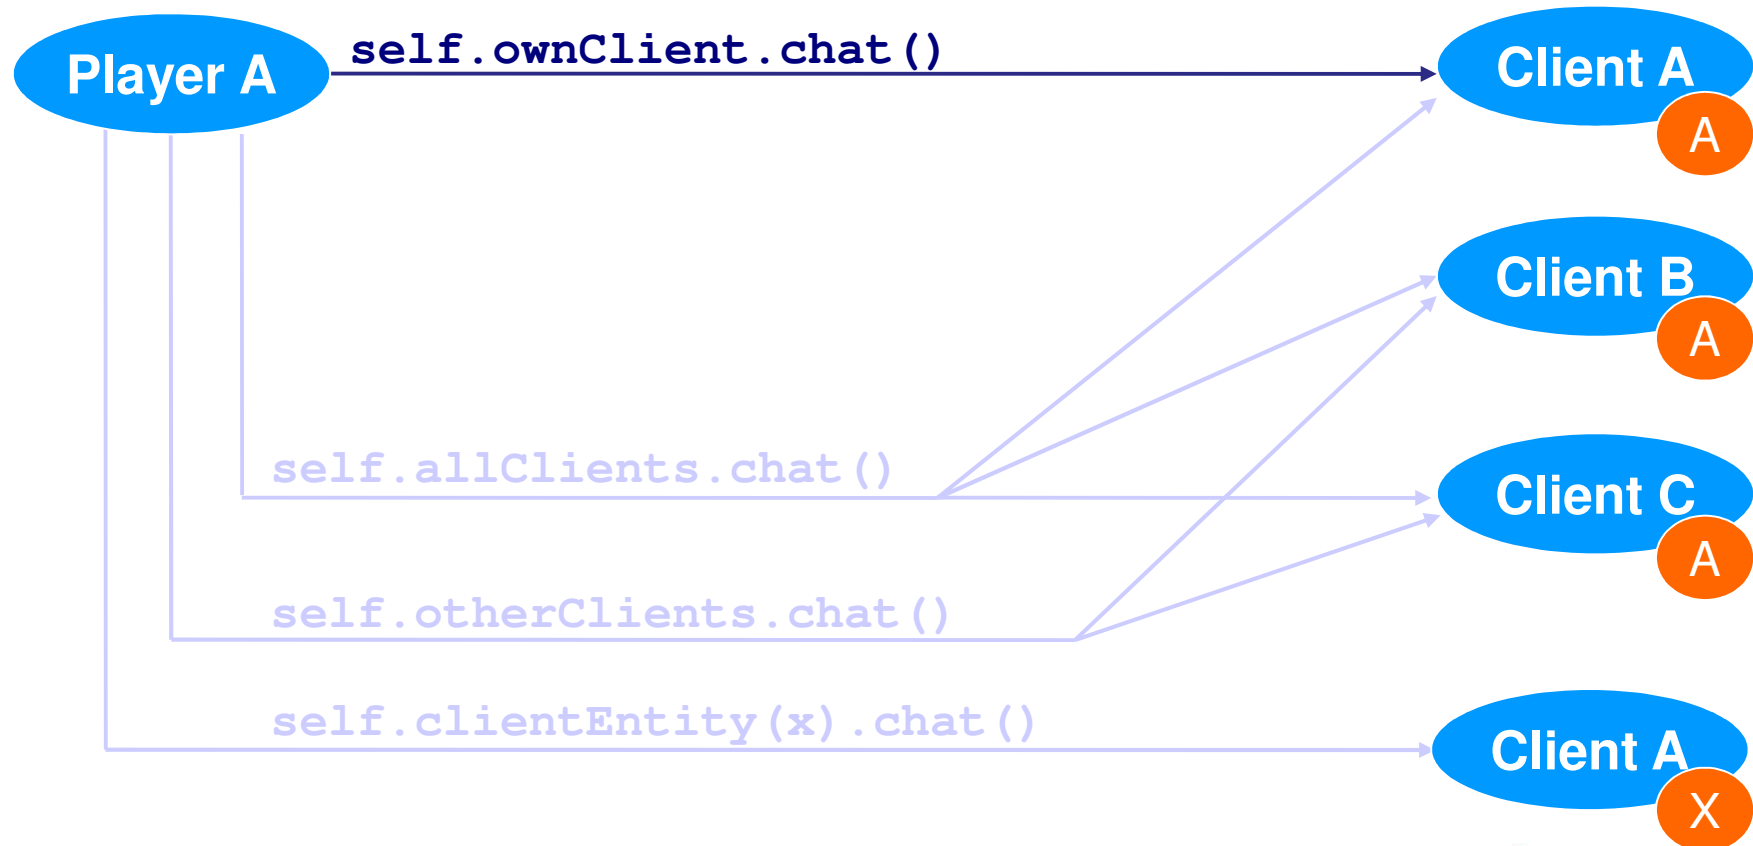 Player A
self.ownClient.chat()
Client A
A
Client B
A
self.allClients.chat()
Client C
A
self.otherClients.chat()
self.clientEntity(x).chat()
Client A
X